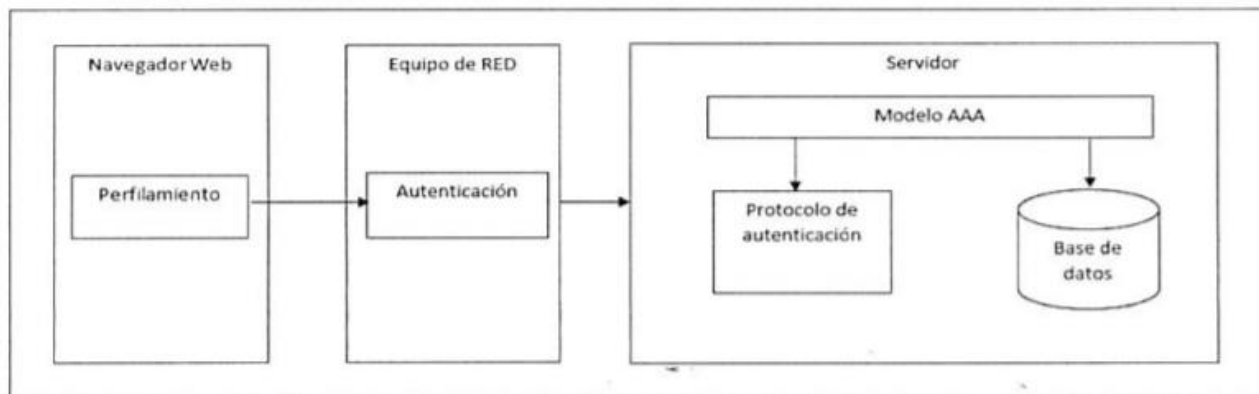 Navegador Web
Perfilamiento
Equipo de RED
Autenticación
Servidor
Modelo AAA
Protocolo de
autenticación
Base de
datos